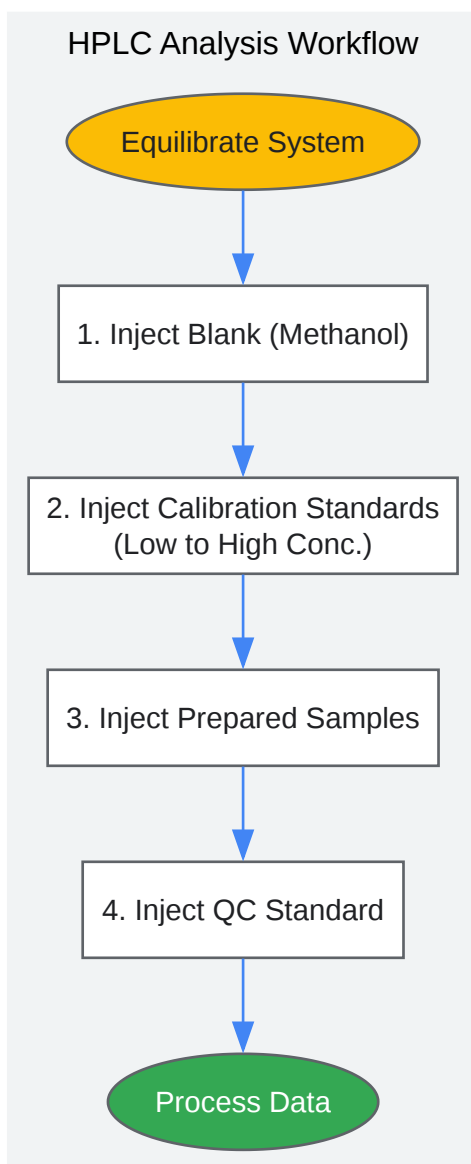 HPLC Analysis Workflow
Equilibrate System
1. Inject Blank (Methanol)
2. Inject Calibration Standards
(Low to High Conc.)
3. Inject Prepared Samples
4. Inject QC Standard
Process Data